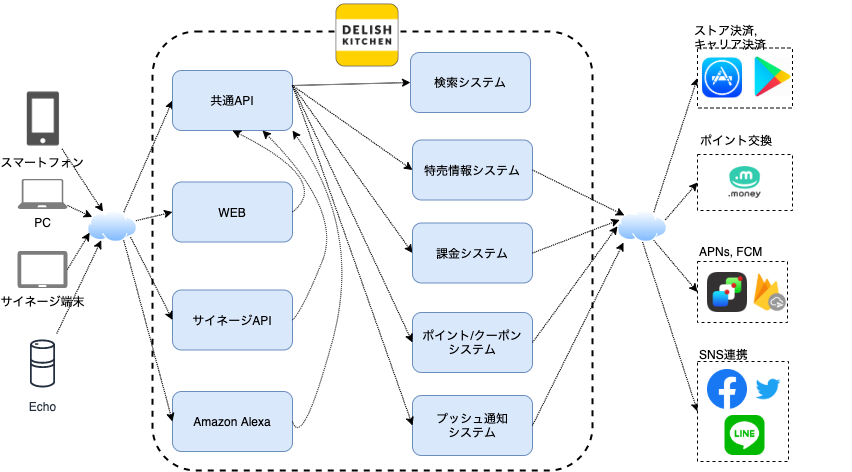 DELISH
KITCHEN
スマートフォン
PC
サイネージ端末
Echo
共通API
WEB
サイネージAPI
Amazon Alexa
検索システム
特売情報システム
課金システム
ポイント/クーポン
システム
プッシュ通知
システム
ストア決済,
キャリア決済
ポイント交換
.m
.money
APNs, FCM
SNS連携
LINE